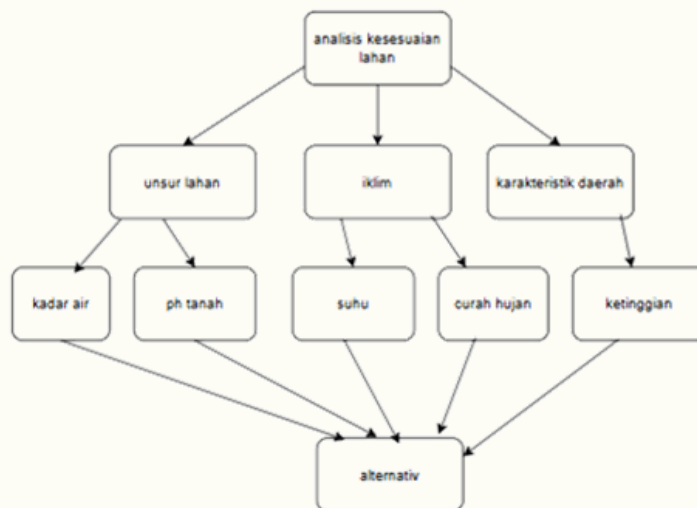 analisis kesesuaian
lahan
unsur lahan
iklim
karakteristik daerah
kadar air
ph tanah
suhu
curah hujan
ketinggian
alternativ